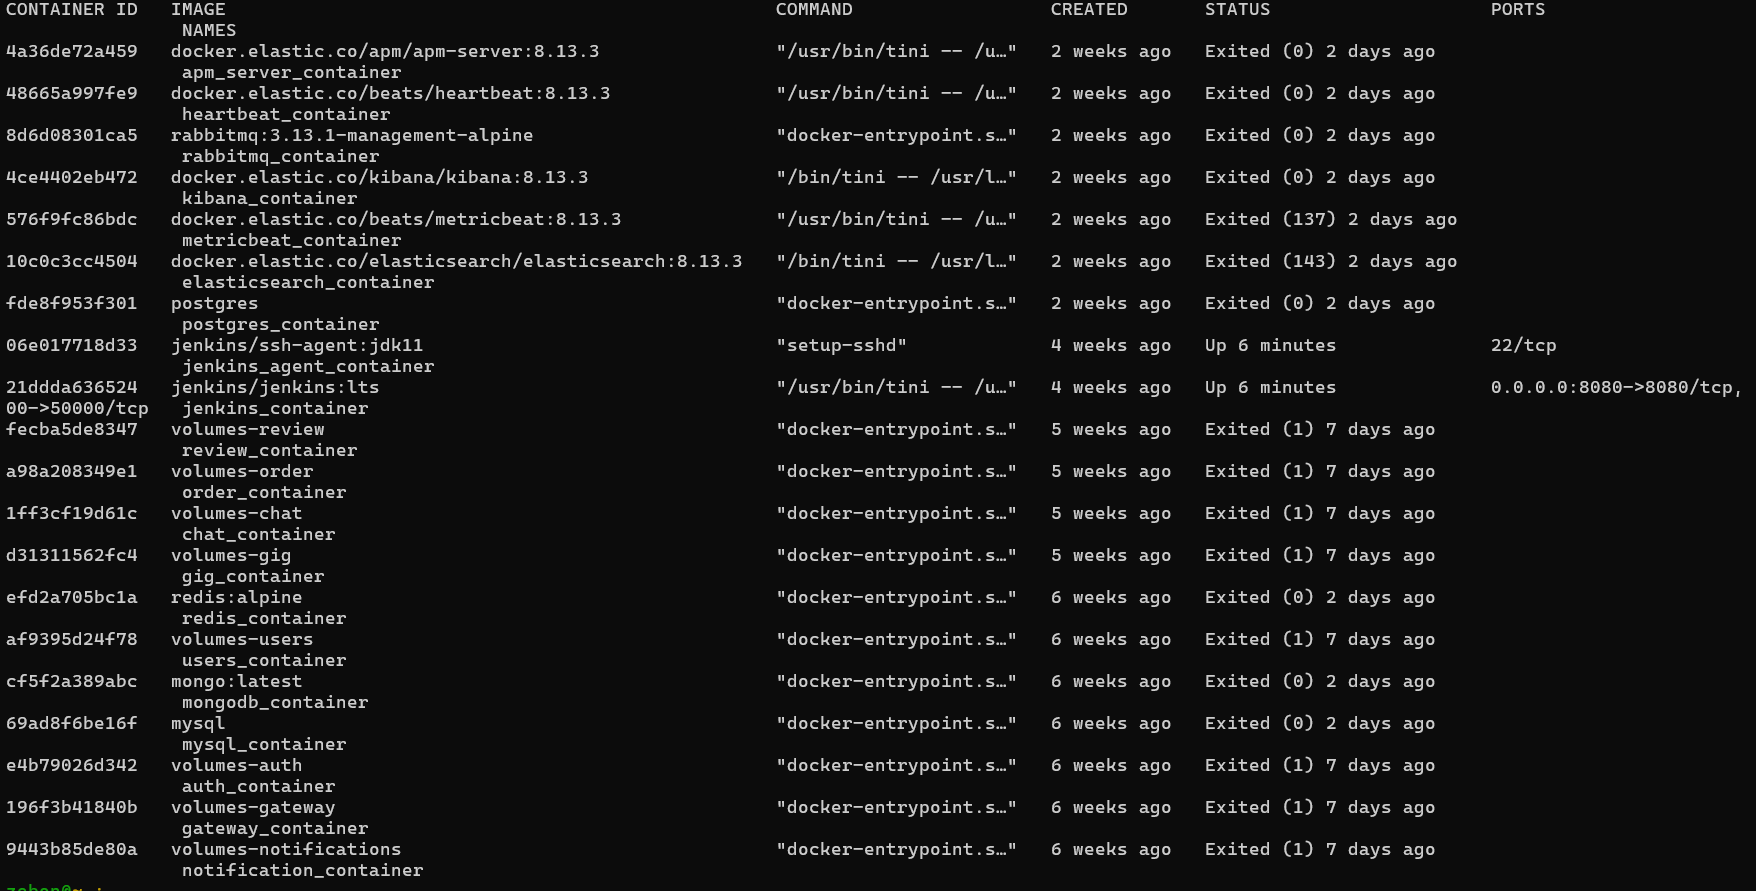 CONTAINER ID   IMAGE                                                  COMMAND                  CREATED       STATUS                     PORTS
                NAMES
4a36de72a459   docker.elastic.co/apm/apm-server:8.13.3                "/usr/bin/tini -- /u…"   2 weeks ago   Exited (0) 2 days ago
                apm_server_container
48665a997fe9   docker.elastic.co/beats/heartbeat:8.13.3               "/usr/bin/tini -- /u…"   2 weeks ago   Exited (0) 2 days ago
                heartbeat_container
8d6d08301ca5   rabbitmq:3.13.1-management-alpine                      "docker-entrypoint.s…"   2 weeks ago   Exited (0) 2 days ago
                rabbitmq_container
4ce4402eb472   docker.elastic.co/kibana/kibana:8.13.3                 "/bin/tini -- /usr/l…"   2 weeks ago   Exited (0) 2 days ago
                kibana_container
576f9fc86bdc   docker.elastic.co/beats/metricbeat:8.13.3              "/usr/bin/tini -- /u…"   2 weeks ago   Exited (137) 2 days ago
                metricbeat_container
10c0c3cc4504   docker.elastic.co/elasticsearch/elasticsearch:8.13.3   "/bin/tini -- /usr/l…"   2 weeks ago   Exited (143) 2 days ago
                elasticsearch_container
fde8f953f301   postgres                                               "docker-entrypoint.s…"   2 weeks ago   Exited (0) 2 days ago
                postgres_container
06e017718d33   jenkins/ssh-agent:jdk11                                "setup-sshd"             4 weeks ago   Up 6 minutes               22/tcp
                jenkins_agent_container
21ddda636524   jenkins/jenkins:lts                                    "/usr/bin/tini -- /u…"   4 weeks ago   Up 6 minutes               0.0.0.0:8080->8080/tcp,
00->50000/tcp   jenkins_container
fecba5de8347   volumes-review                                         "docker-entrypoint.s…"   5 weeks ago   Exited (1) 7 days ago
                review_container
a98a208349e1   volumes-order                                          "docker-entrypoint.s…"   5 weeks ago   Exited (1) 7 days ago
                order_container
1ff3cf19d61c   volumes-chat                                           "docker-entrypoint.s…"   5 weeks ago   Exited (1) 7 days ago
                chat_container
d31311562fc4   volumes-gig                                            "docker-entrypoint.s…"   5 weeks ago   Exited (1) 7 days ago
                gig_container
efd2a705bc1a   redis:alpine                                           "docker-entrypoint.s…"   6 weeks ago   Exited (0) 2 days ago
                redis_container
af9395d24f78   volumes-users                                          "docker-entrypoint.s…"   6 weeks ago   Exited (1) 7 days ago
                users_container
cf5f2a389abc   mongo:latest                                           "docker-entrypoint.s…"   6 weeks ago   Exited (0) 2 days ago
                mongodb_container
69ad8f6be16f   mysql                                                  "docker-entrypoint.s…"   6 weeks ago   Exited (0) 2 days ago
                mysql_container
e4b79026d342   volumes-auth                                           "docker-entrypoint.s…"   6 weeks ago   Exited (1) 7 days ago
                auth_container
196f3b41840b   volumes-gateway                                        "docker-entrypoint.s…"   6 weeks ago   Exited (1) 7 days ago
                gateway_container
9443b85de80a   volumes-notifications                                  "docker-entrypoint.s…"   6 weeks ago   Exited (1) 7 days ago
                notification_container